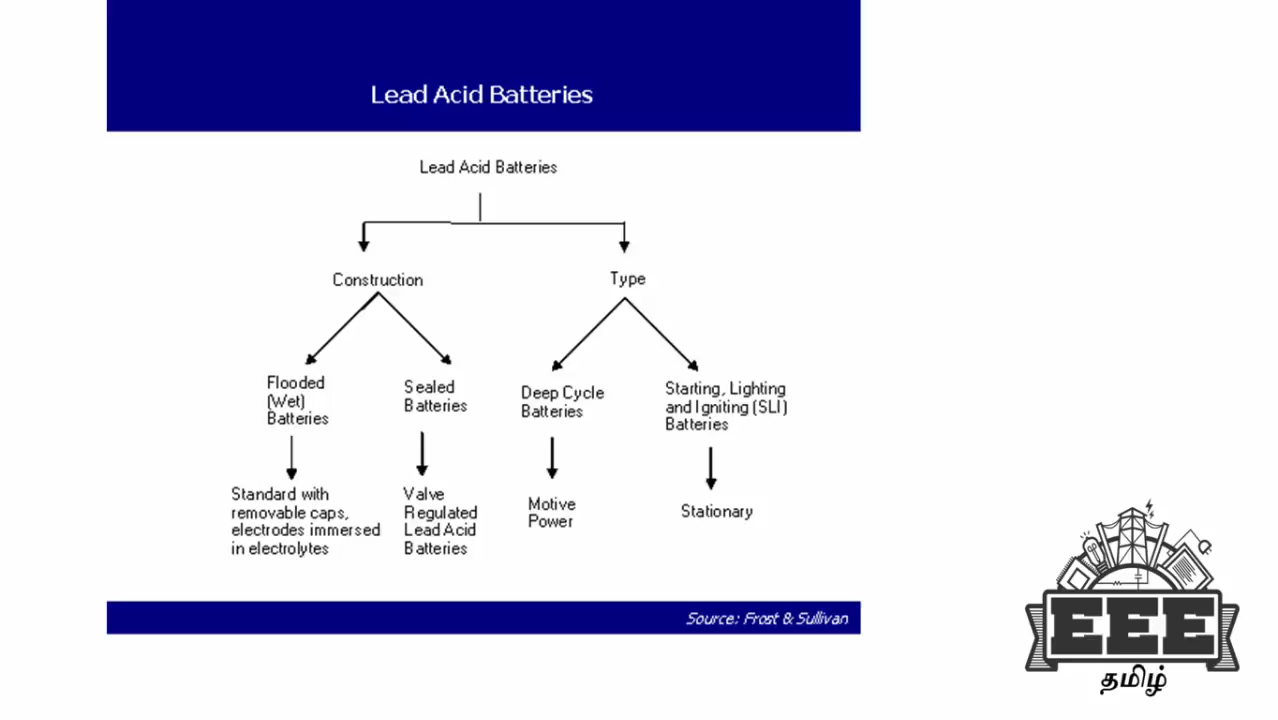 Lead Acid Batteries
Lead Acid Batteries
Construction
Type
Flooded
(Wet)
Batteries
Sealed
Batteries
Deep Cycle
Batteries
Starting, Lighting
and Igniting (SLI)
Batteries
Standard with
removable caps,
electrodes immersed
in electrolytes
Valve
Regulated
Lead Acid
Batteries
Motive
Power
Stationary
Source: Frost & Sullivan
EEE
தமிழ்